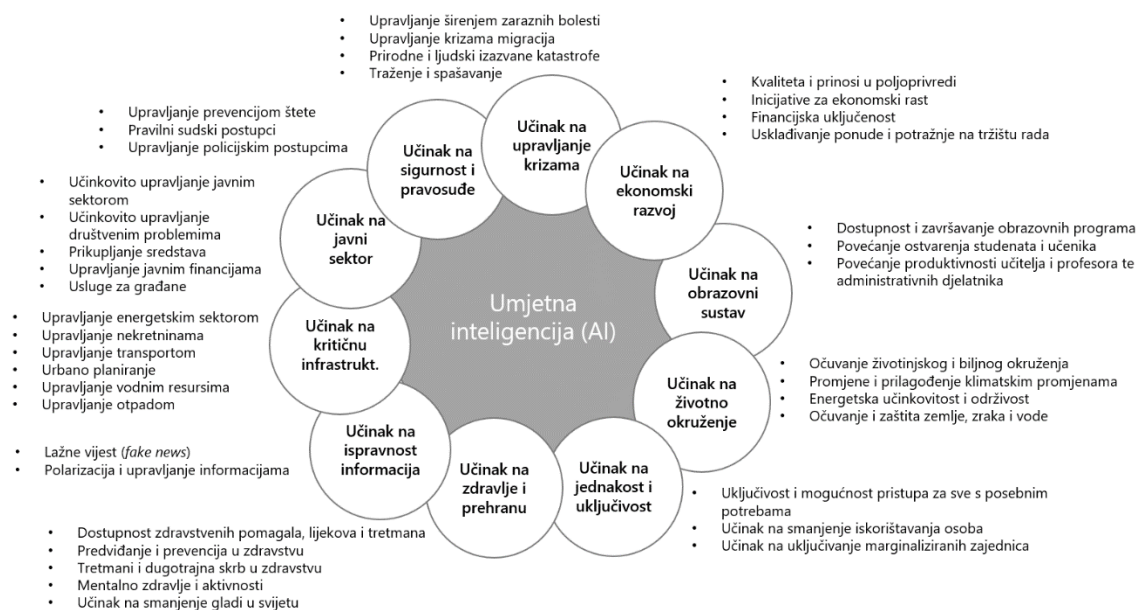 • Upravljanje širenjem zaraznih bolesti
• Upravljanje krizama migracija
• Prirodne i ljudski izazvane katastrofe
• Traženje i spašavanje
Učinak na
upravljanje
krizama
• Kvaliteta i prinosi u poljoprivredi
• Inicijative za ekonomski rast
• Financijska uključenost
• Usklađivanje ponude i potražnje na tržištu rada
Učinak na
ekonomski
razvoj
• Dostupnost i završavanje obrazovnih programa
• Povećanje ostvarenja studenata i učenika
• Povećanje produktivnosti učitelja i profesora te
administrativnih djelatnika
Učinak na
obrazovni
sustav
• Očuvanje životinjskog i biljnog okruženja
• Promjene i prilagođenje klimatskim promjenama
• Energetska učinkovitost i održivost
• Očuvanje i zaštita zemlje, zraka i vode
Učinak na
životno
okruženje
• Uključivost i mogućnost pristupa za sve s posebnim
potrebama
• Učinak na smanjenje iskorištavanja osoba
• Učinak na uključivanje marginaliziranih zajednica
Učinak na
jednakost i
uključivost
Učinak na
zdravlje i
prehranu
• Dostupnost zdravstvenih pomagala, lijekova i tretmana
• Predviđanje i prevencija u zdravstvu
• Tretmani i dugotrajna skrb u zdravstvu
• Mentalno zdravlje i aktivnosti
• Učinak na smanjenje gladi u svijetu
Učinak na
ispravnost
informacija
• Lažne vijest (fake news)
• Polarizacija i upravljanje informacijama
Učinak na
kritičnu
infrastrukt.
• Upravljanje energetskim sektorom
• Upravljanje nekretninama
• Upravljanje transportom
• Urbano planiranje
• Upravljanje vodnim resursima
• Upravljanje otpadom
Učinak na
javni
sektor
• Učinkovito upravljanje javnim
sektorom
• Učinkovito upravljanje
društvenim problemima
• Prikupljanje sredstava
• Upravljanje javnim financijama
• Usluge za građane
Učinak na
sigurnost i
pravosuđe
• Upravljanje prevencijom štete
• Pravilni sudski postupci
• Upravljanje policijskim postupcima
Umjetna
inteligencija (AI)